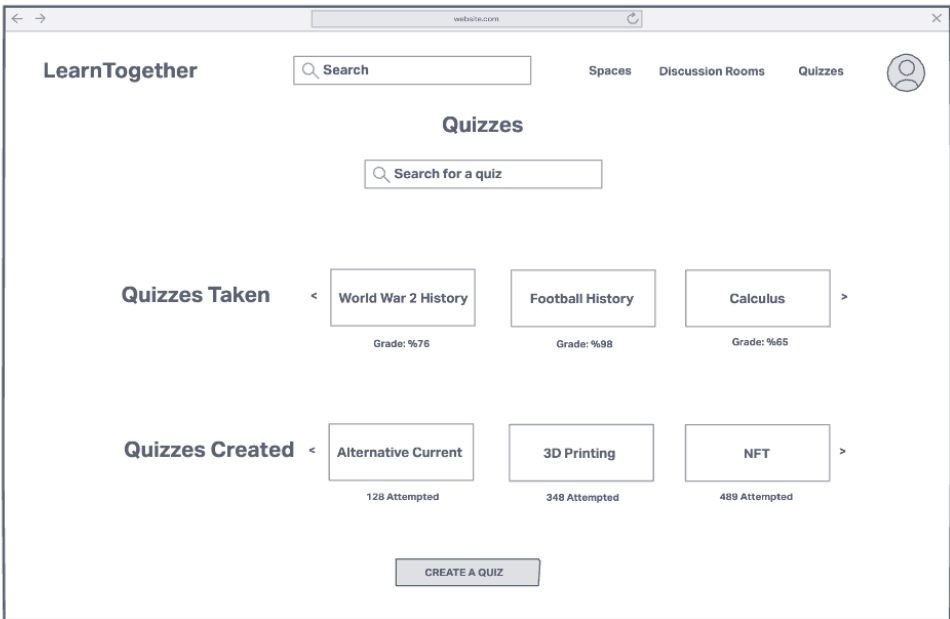 website.com
LearnTogether
Search
Spaces Discussion Rooms Quizzes
Quizzes
Search for a quiz
Quizzes Taken < World War 2 History Football History Calculus >
Grade: %76 Grade: %98 Grade: %65
Quizzes Created < Alternative Current 3D Printing NFT >
128 Attempted 348 Attempted 489 Attempted
CREATE A QUIZ